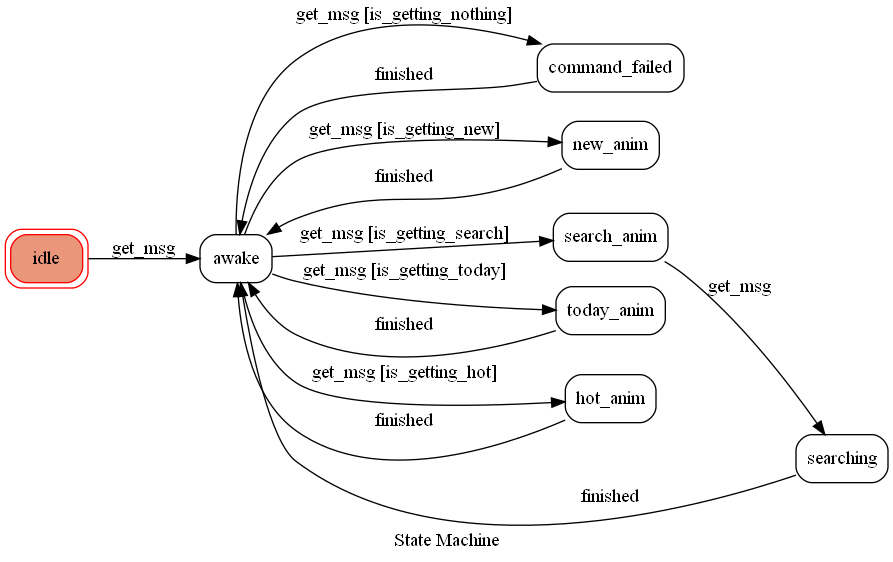 get_msg [is_getting_nothing]
command_failed
finished
get_msg [is_getting_new]
new_anim
finished
get_msg [is_getting_search]
search_anim
idle
get_msg
awake
get_msg [is_getting_today]
get_msg
today_anim
finished
get_msg [is_getting_hot]
hot_anim
finished
searching
finished
State Machine